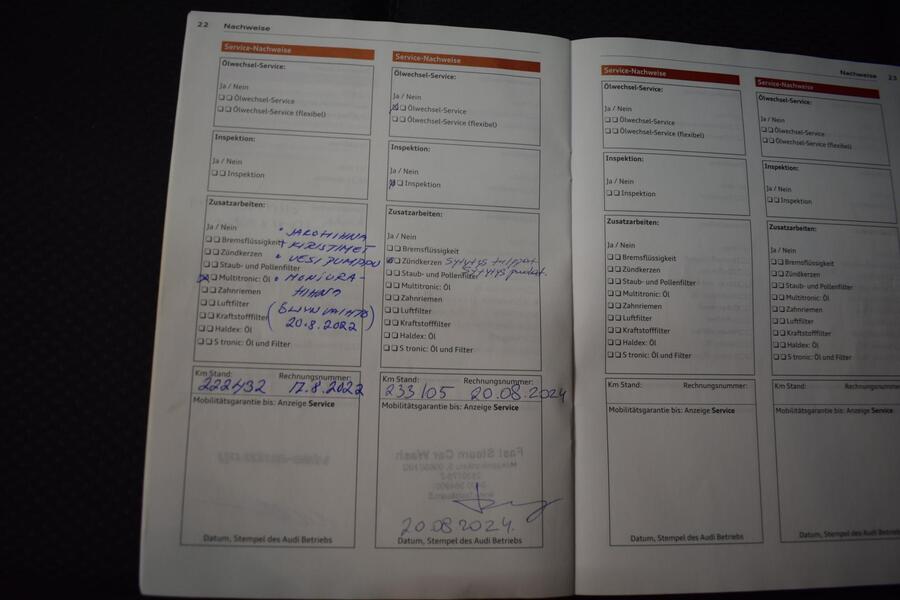 22 Nachweise
Service-Nachweise
Ölwechsel-Service:
Ja / Nein
Ölwechsel-Service
Ölwechsel-Service (flexibel)
Inspektion:
Ja / Nein
Inspektion
Zusatzarbeiten:
Ja / Nein
Bremsflüssigkeit
Zündkerzen
Staub- und Pollenfilter
Multitronic: Öl
Zahnriemen
Luftfilter
Kraftstofffilter
Haldex: Öl
S tronic: Öl und Filter
• JAKOHIHNA
+ KIRISTIMET
• VESIPUMPPU
• MONIURA-
HIHNA
20.8.2022
Km Stand: Rechnungsnummer:
222432 17.8.2022
Mobilitätsgarantie bis: Anzeige Service
Datum, Stempel des Audi Betriebs
Service-Nachweise
Ölwechsel-Service:
Ja / Nein
Ölwechsel-Service
Ölwechsel-Service (flexibel)
Inspektion:
Ja / Nein
Inspektion
Zusatzarbeiten:
Ja / Nein
Bremsflüssigkeit
Zündkerzen Sytytys tulpat
Sytytys puolat.
Staub- und Pollenfilter
Multitronic: Öl
Zahnriemen
Luftfilter
Kraftstofffilter
Haldex: Öl
S tronic: Öl und Filter
Km Stand: Rechnungsnummer:
233105 20.08.2024
Mobilitätsgarantie bis: Anzeige Service
Fast Steam Car Wash
20.08.2024.
Datum, Stempel des Audi Betriebs
Nachweise 23
Service-Nachweise
Ölwechsel-Service:
Ja / Nein
Ölwechsel-Service
Ölwechsel-Service (flexibel)
Inspektion:
Ja / Nein
Inspektion
Zusatzarbeiten:
Ja / Nein
Bremsflüssigkeit
Zündkerzen
Staub- und Pollenfilter
Multitronic: Öl
Zahnriemen
Luftfilter
Kraftstofffilter
Haldex: Öl
S tronic: Öl und Filter
Km Stand: Rechnungsnummer:
Mobilitätsgarantie bis: Anzeige Service
Datum, Stempel des Audi Betriebs
Service-Nachweise
Ölwechsel-Service:
Ja / Nein
Ölwechsel-Service
Ölwechsel-Service (flexibel)
Inspektion:
Ja / Nein
Inspektion
Zusatzarbeiten:
Ja / Nein
Bremsflüssigkeit
Zündkerzen
Staub- und Pollenfilter
Multitronic: Öl
Zahnriemen
Luftfilter
Kraftstofffilter
Haldex: Öl
S tronic: Öl und Filter
Km Stand: Rechnungsnumme
Mobilitätsgarantie bis: Anzeige Service
Datum, Stempel des Audi Betriebs